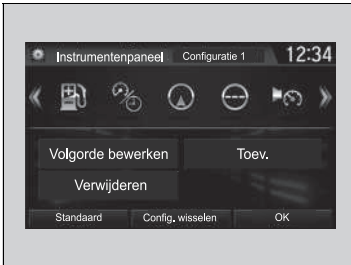 Instrumentenpaneel Configuratie 1 12:34
Volgorde bewerken Toev.
Verwijderen
Standaard Config. wisselen OK